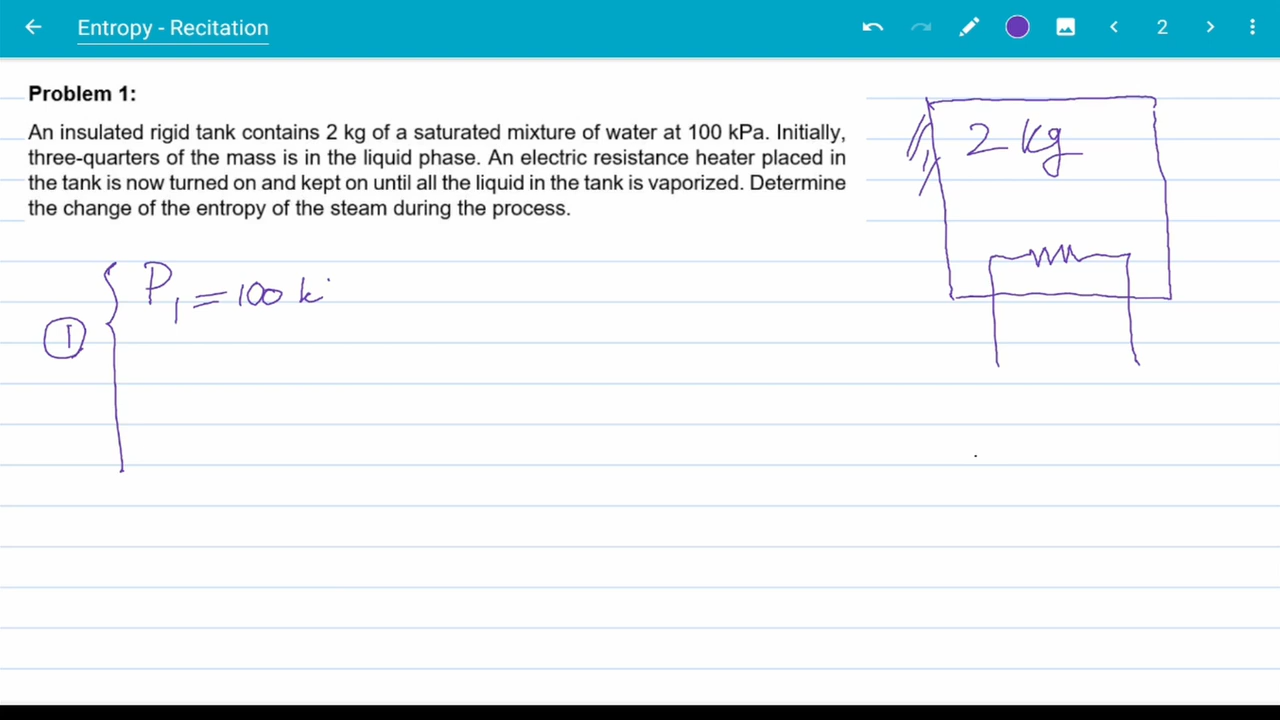 Entropy - Recitation
2
Problem 1:
An insulated rigid tank contains 2 kg of a saturated mixture of water at 100 kPa. Initially,
three-quarters of the mass is in the liquid phase. An electric resistance heater placed in
the tank is now turned on and kept on until all the liquid in the tank is vaporized. Determine
the change of the entropy of the steam during the process.
2 kg
P₁ = 100 k
①